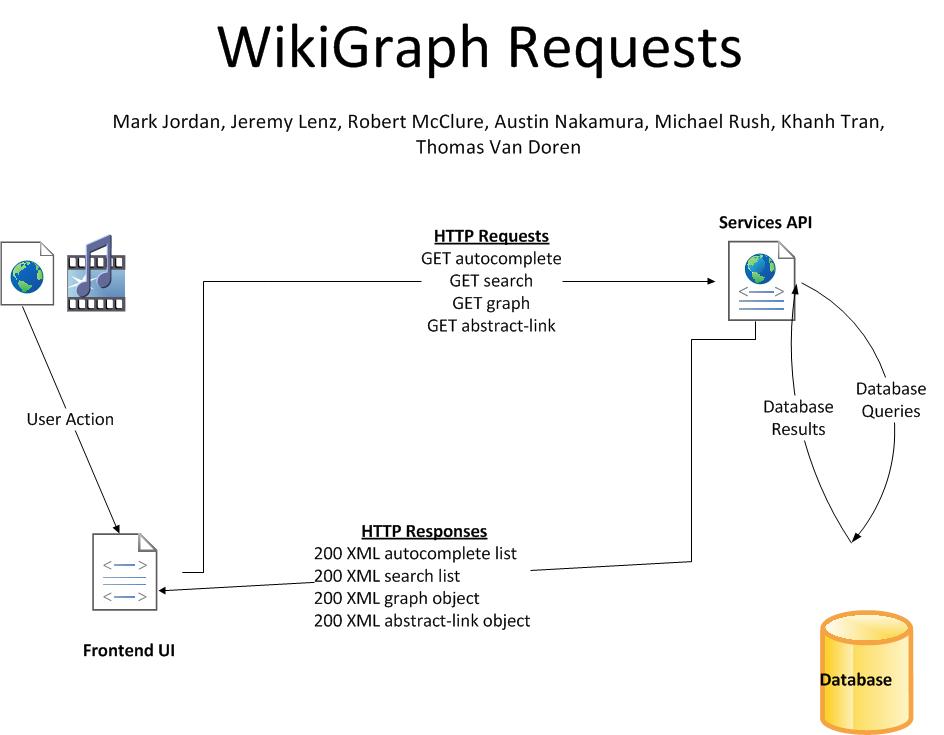 WikiGraph Requests
Mark Jordan, Jeremy Lenz, Robert McClure, Austin Nakamura, Michael Rush, Khanh Tran,
Thomas Van Doren
Services API
HTTP Requests
GET autocomplete
GET search
GET graph
GET abstract-link
User Action
Database
Results
Database
Queries
HTTP Responses
200 XML autocomplete list
200 XML search list
200 XML graph object
200 XML abstract-link object
Frontend UI
Database